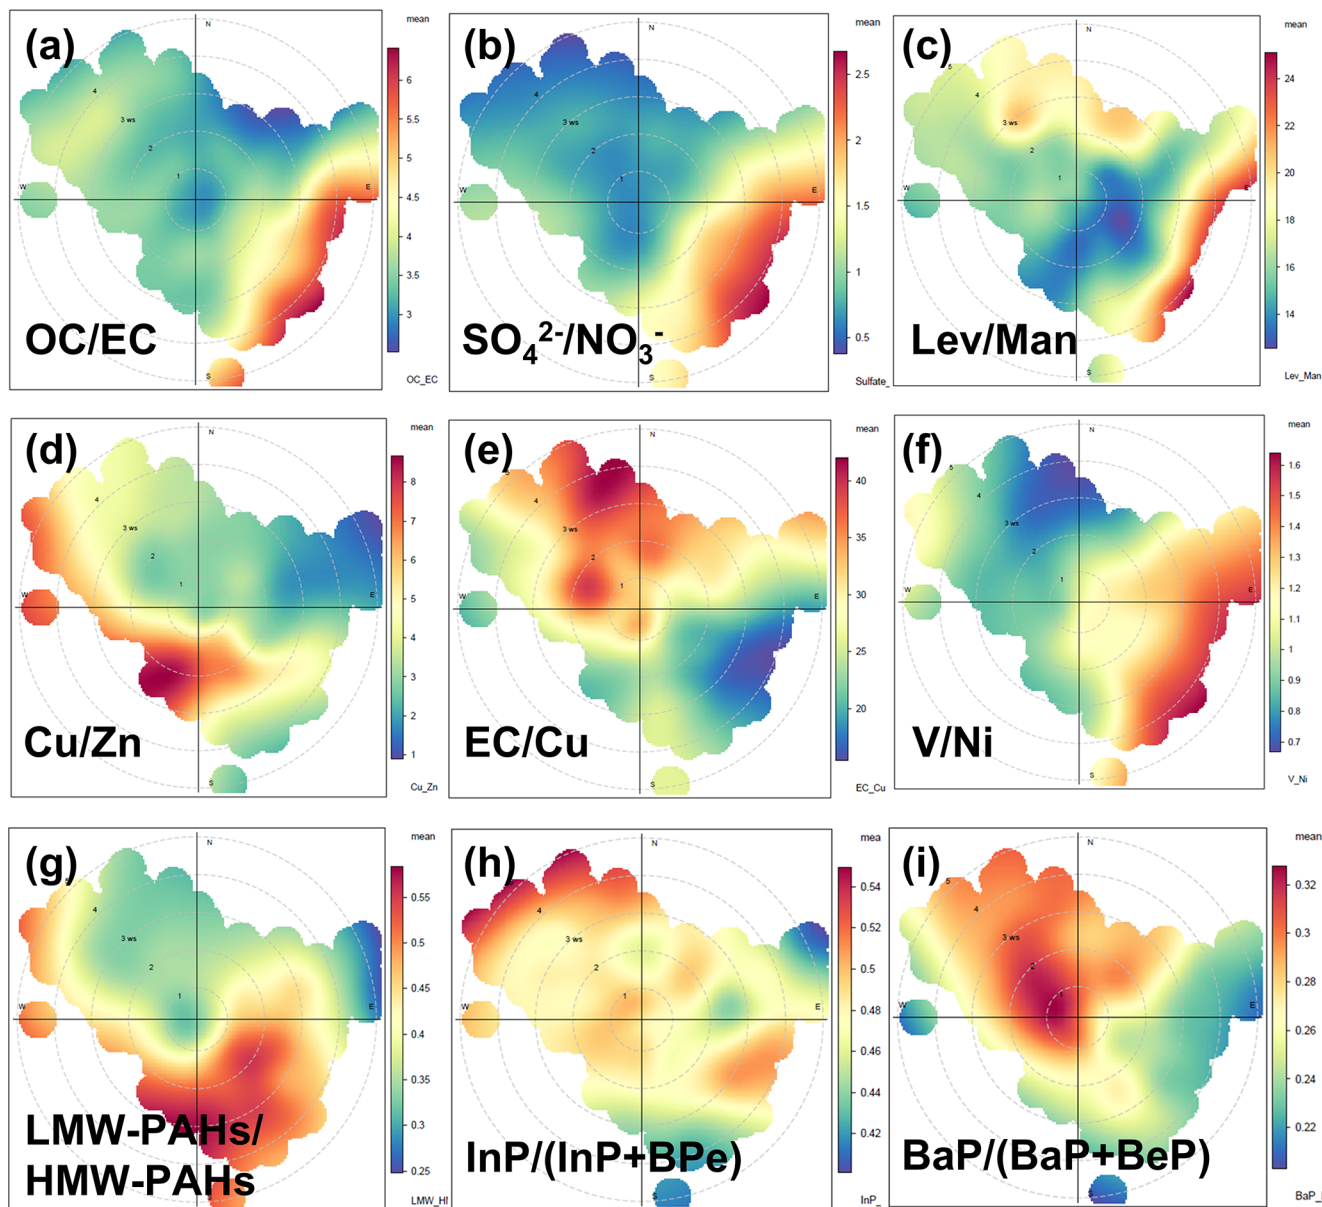 (a)
N
mean
4
3 ws
2
1
W
E
S
6
5.5
5
4.5
4
3.5
3
OC/EC
OC_EC
(b)
N
mean
4
3 ws
2
1
W
E
S
2.5
2
1.5
1
0.5
SO₄²⁻/NO₃⁻
Sulfate_
(c)
N
mean
5
4
3 ws
2
1
E
S
24
22
20
18
16
14
Lev/Man
Lev_Man
(d)
N
mean
4
3 ws
2
1
W
E
S
8
7
6
5
4
3
2
1
Cu/Zn
Cu_Zn
(e)
N
mean
5
4
3 ws
2
1
W
E
S
40
35
30
25
20
EC/Cu
EC_Cu
(f)
N
mean
5
4
3 ws
2
1
W
E
S
1.6
1.5
1.4
1.3
1.2
1.1
1
0.9
0.8
0.7
V/Ni
V_Ni
(g)
N
mean
4
3 ws
2
1
W
E
0.55
0.5
0.45
0.4
0.35
0.3
0.25
LMW-PAHs/
HMW-PAHs
(h)
N
mea
4
3 ws
2
1
W
E
S
0.54
0.52
0.5
0.48
0.46
0.44
0.42
InP/(InP+BPe)
InP_
(i)
N
mean
5
4
3 ws
2
1
W
E
S
0.32
0.3
0.28
0.26
0.24
0.22
BaP/(BaP+BeP)